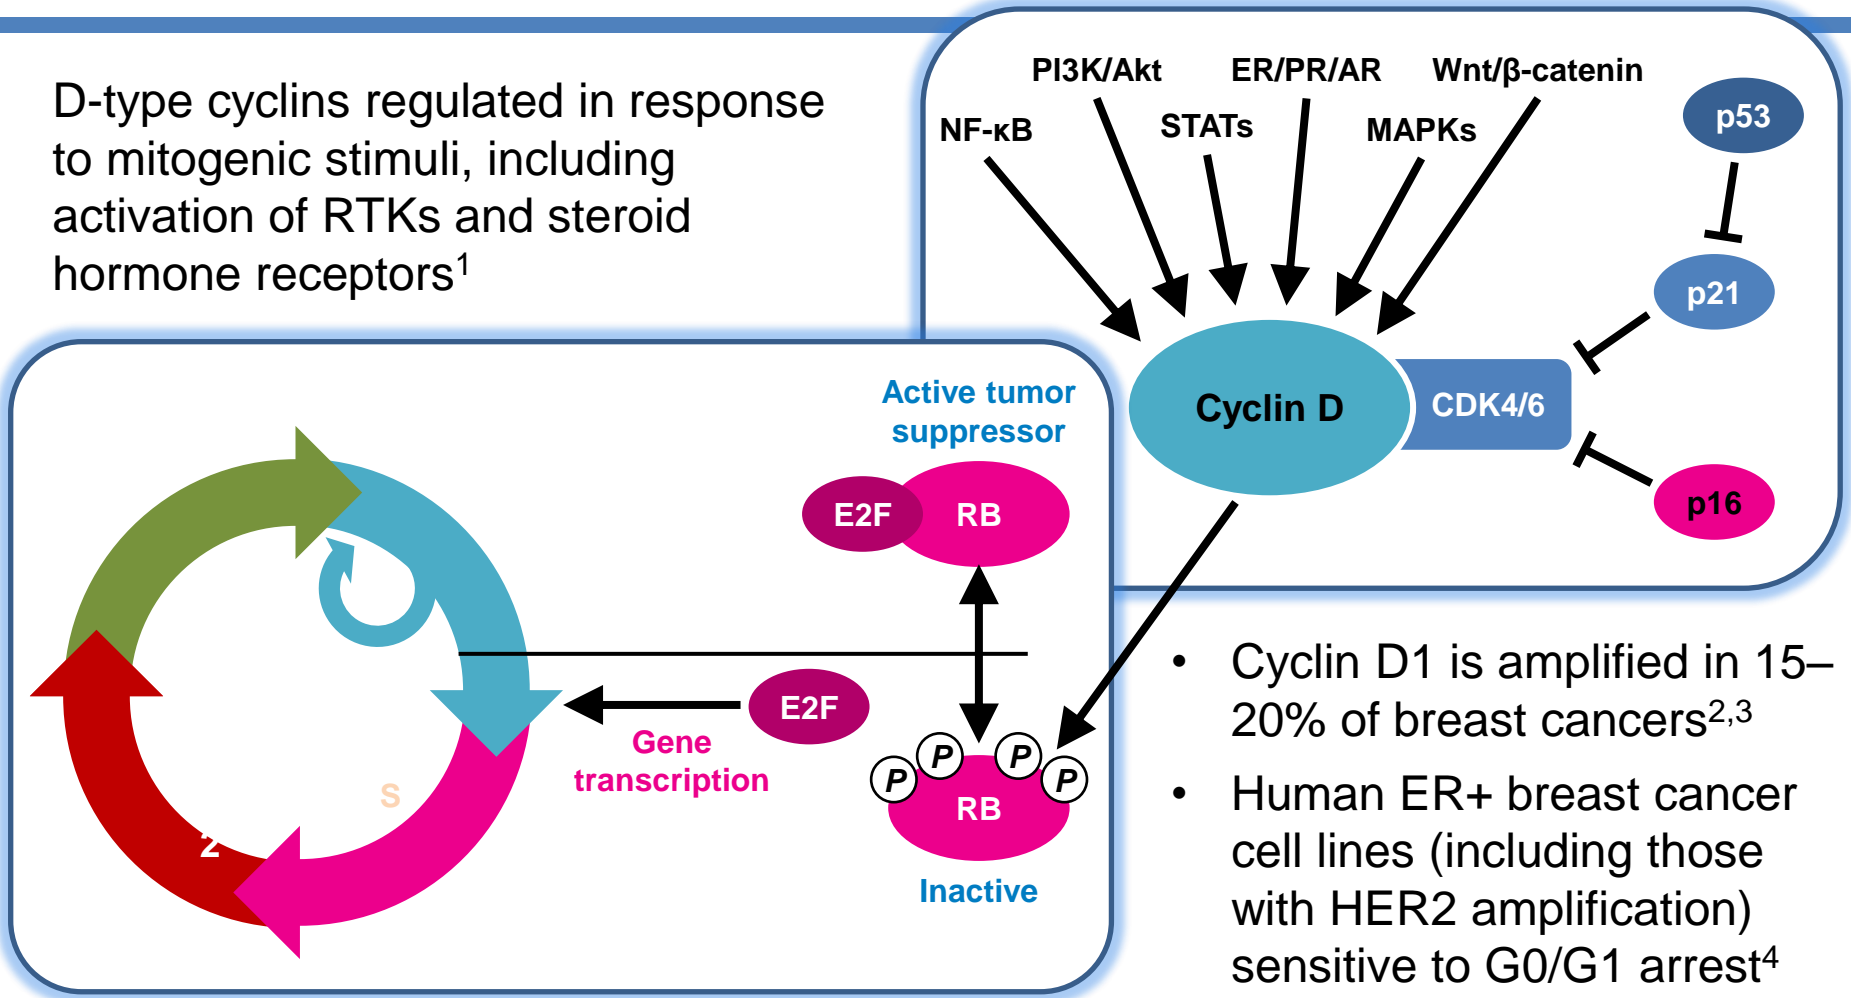 D-type cyclins regulated in response
to mitogenic stimuli, including
activation of RTKs and steroid
hormone receptors1
PI3K/Akt
ER/PR/AR
Wnt/β-catenin
NF-κB
STATs
MAPKs
p53
p21
Cyclin D
CDK4/6
p16
Active tumor
suppressor
E2F
RB
E2F
Gene
transcription
P
P
P
P
RB
Inactive
S
2
• Cyclin D1 is amplified in 15–
20% of breast cancers2,3
• Human ER+ breast cancer
cell lines (including those
with HER2 amplification)
sensitive to G0/G1 arrest4